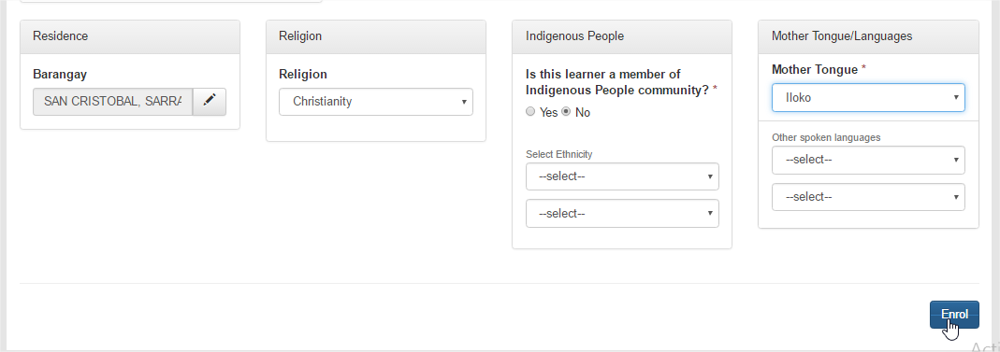 Residence
Barangay
SAN CRISTOBAL, SARRA
Religion
Religion
Christianity
Indigenous People
Is this learner a member of
Indigenous People community? *
Yes No
Select Ethnicity
--select--
--select--
Mother Tongue/Languages
Mother Tongue *
Iloko
Other spoken languages
--select--
--select--
Enrol
Acti